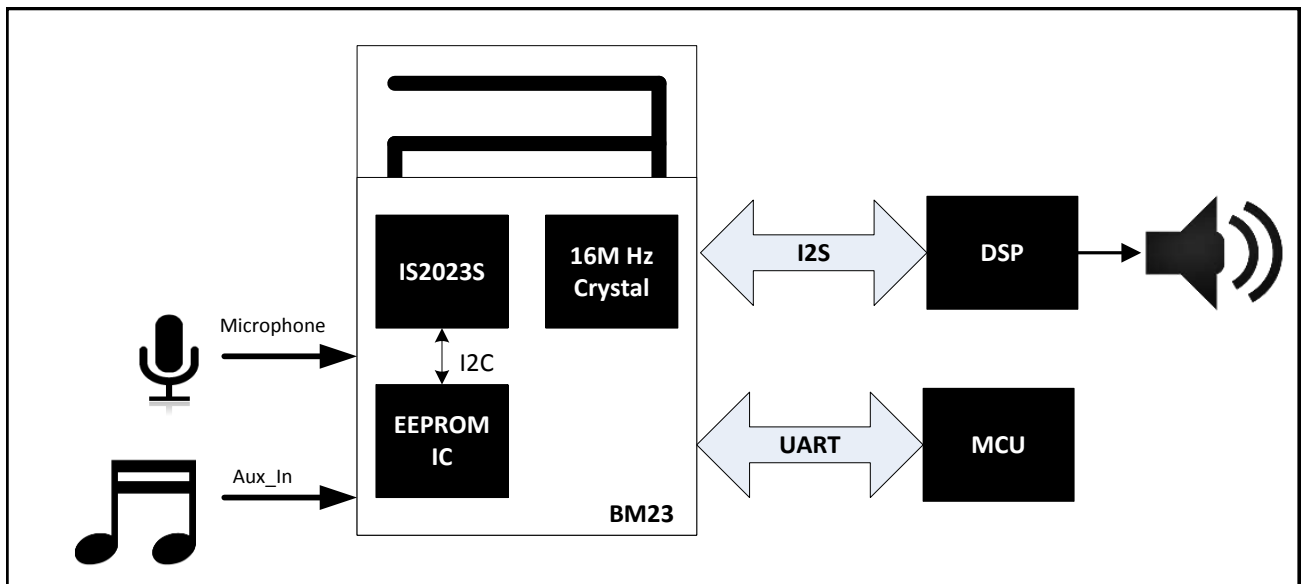 IS2023S
16M Hz
Crystal
I2S
DSP
Microphone
I2C
EEPROM
IC
UART
MCU
Aux_In
BM23